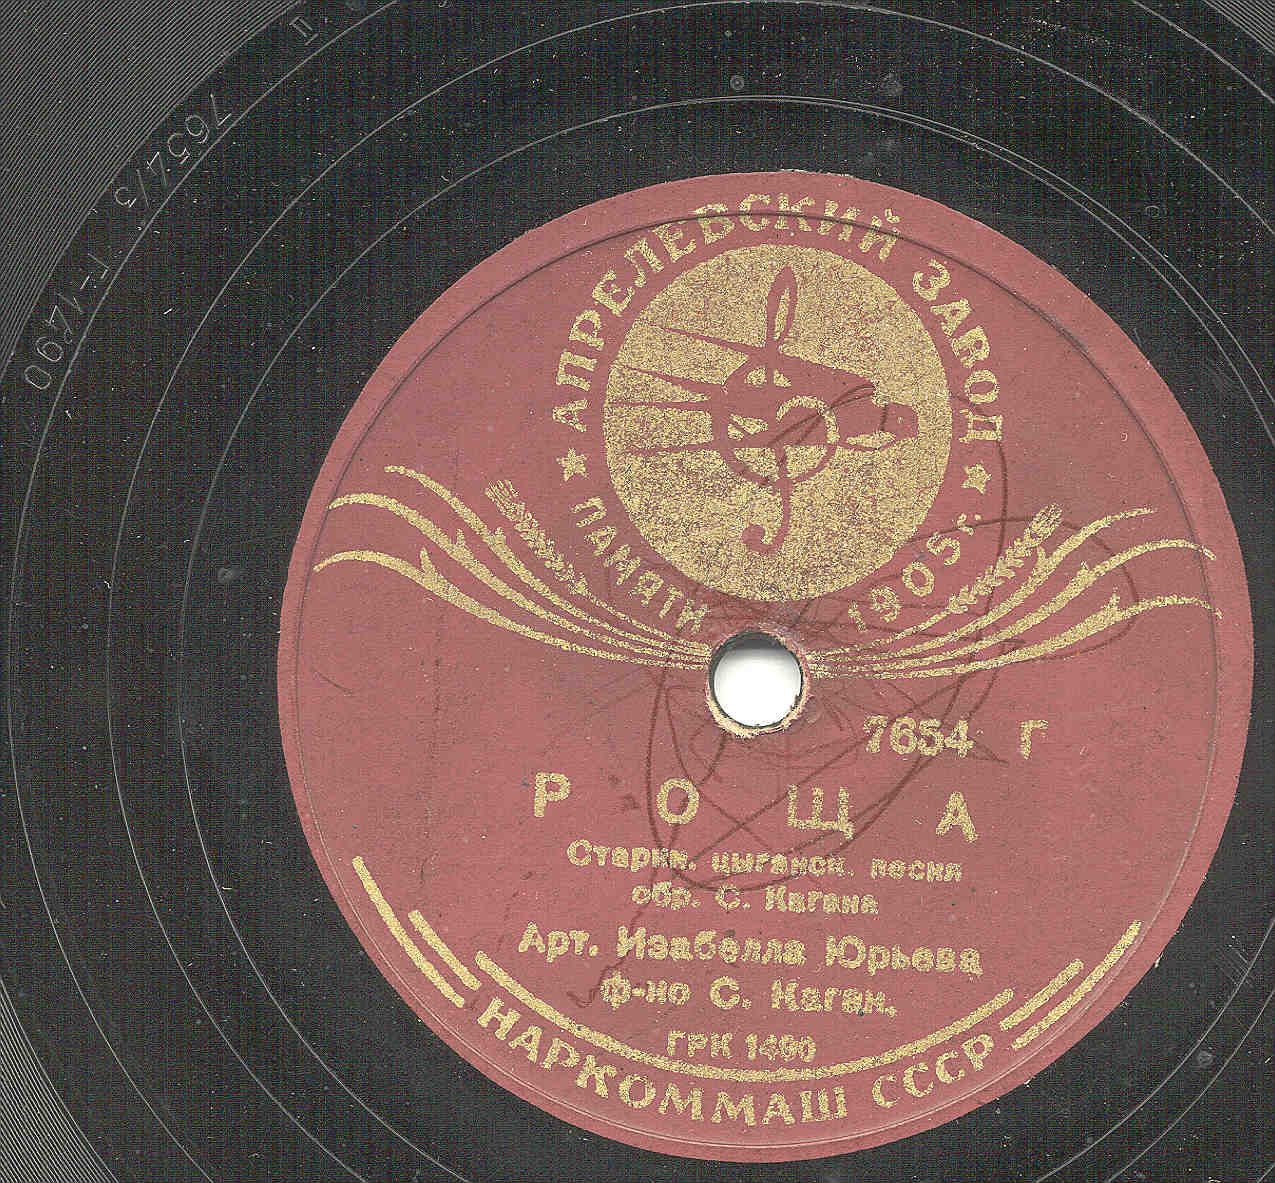 АПРЕЛЕВСКИЙ ЗАВОД
ПАМЯТИ 1905 г.
7654 Г
РОЩА
Старин. цыганск. песня
обр. С. Кагана
Арт. Изабелла Юрьева
ф-но С. Каган.
ГРК 1490
НАРКОММАШ СССР
7654/3 Г-1490